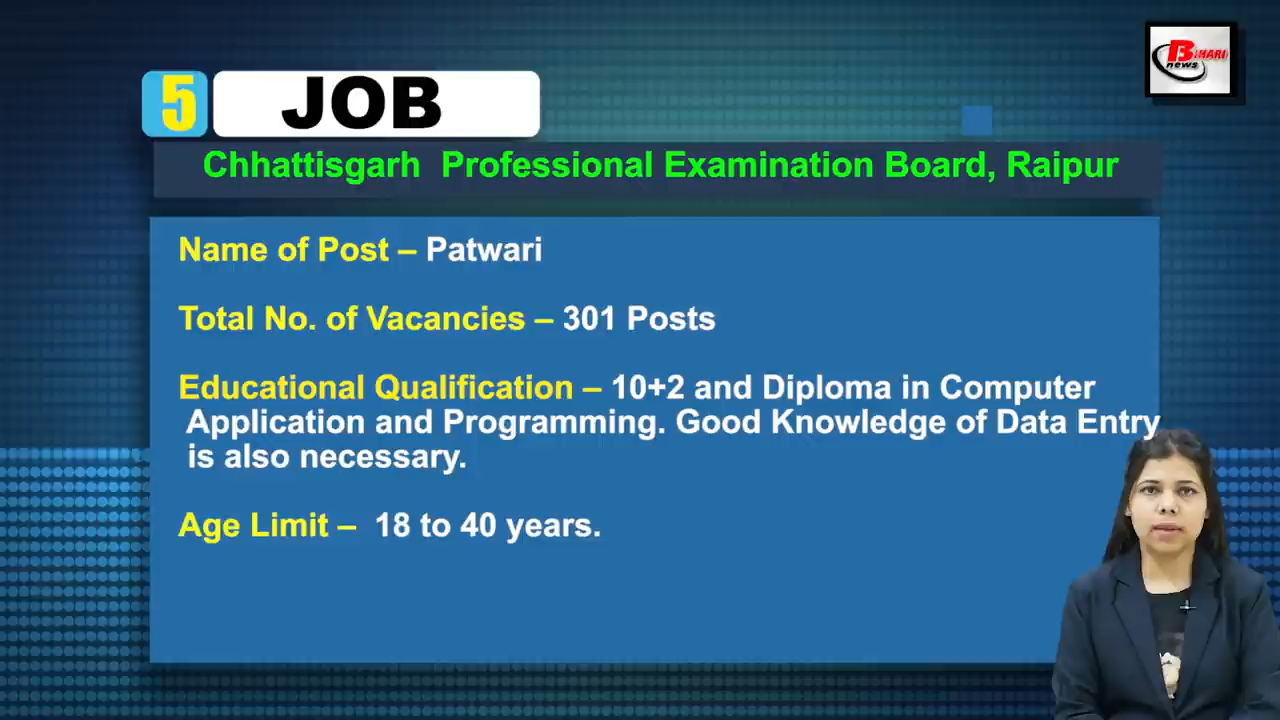 BIHARI
news
5 JOB
Chhattisgarh Professional Examination Board, Raipur
Name of Post – Patwari
Total No. of Vacancies – 301 Posts
Educational Qualification – 10+2 and Diploma in Computer
Application and Programming. Good Knowledge of Data Entry
is also necessary.
Age Limit – 18 to 40 years.